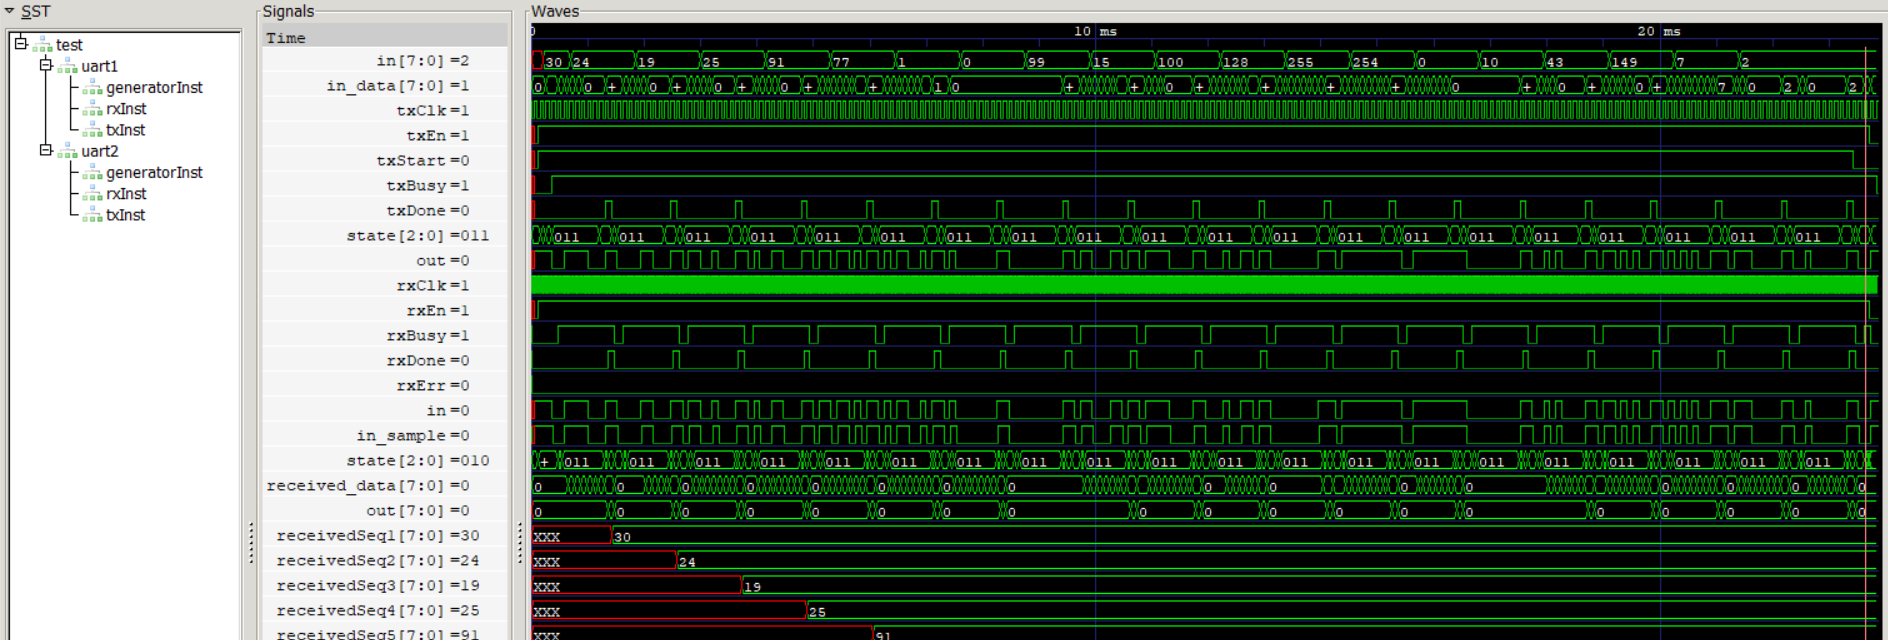 SST
Signals
Waves
test
uart1
generatorInst
rxInst
txInst
uart2
generatorInst
rxInst
txInst
Time
0 10 ms 20 ms
in[7:0] =2 30 24 19 25 91 77 1 0 99 15 100 128 255 254 0 10 43 149 7 2
in_data[7:0] =1 0 0 + 0 + 0 + 0 + + 1 0 + + 0 + + + + 0 + 0 + 0 + 7 0 2 0 2
txClk =1
txEn =1
txStart =0
txBusy =1
txDone =0
state[2:0] =011 011 011 011 011 011 011 011 011 011 011 011 011 011 011 011 011 011 011 011 011
out =0
rxClk =1
rxEn =1
rxBusy =1
rxDone =0
rxErr =0
in =0
in_sample =0
state[2:0] =010 + 011 011 011 011 011 011 011 011 011 011 011 011 011 011 011 011 011 011 011 011
received_data[7:0] =0 0 0 0 0 0 0 0 0 0 0 0 0 0 0 0
out[7:0] =0 0 0 0 0 0 0 0 0 0 0 0 0 0 0 0 0 0 0 0
receivedSeq1[7:0] =30 XXX 30
receivedSeq2[7:0] =24 XXX 24
receivedSeq3[7:0] =19 XXX 19
receivedSeq4[7:0] =25 XXX 25
receivedSeq5[7:0] =91 XXX 91